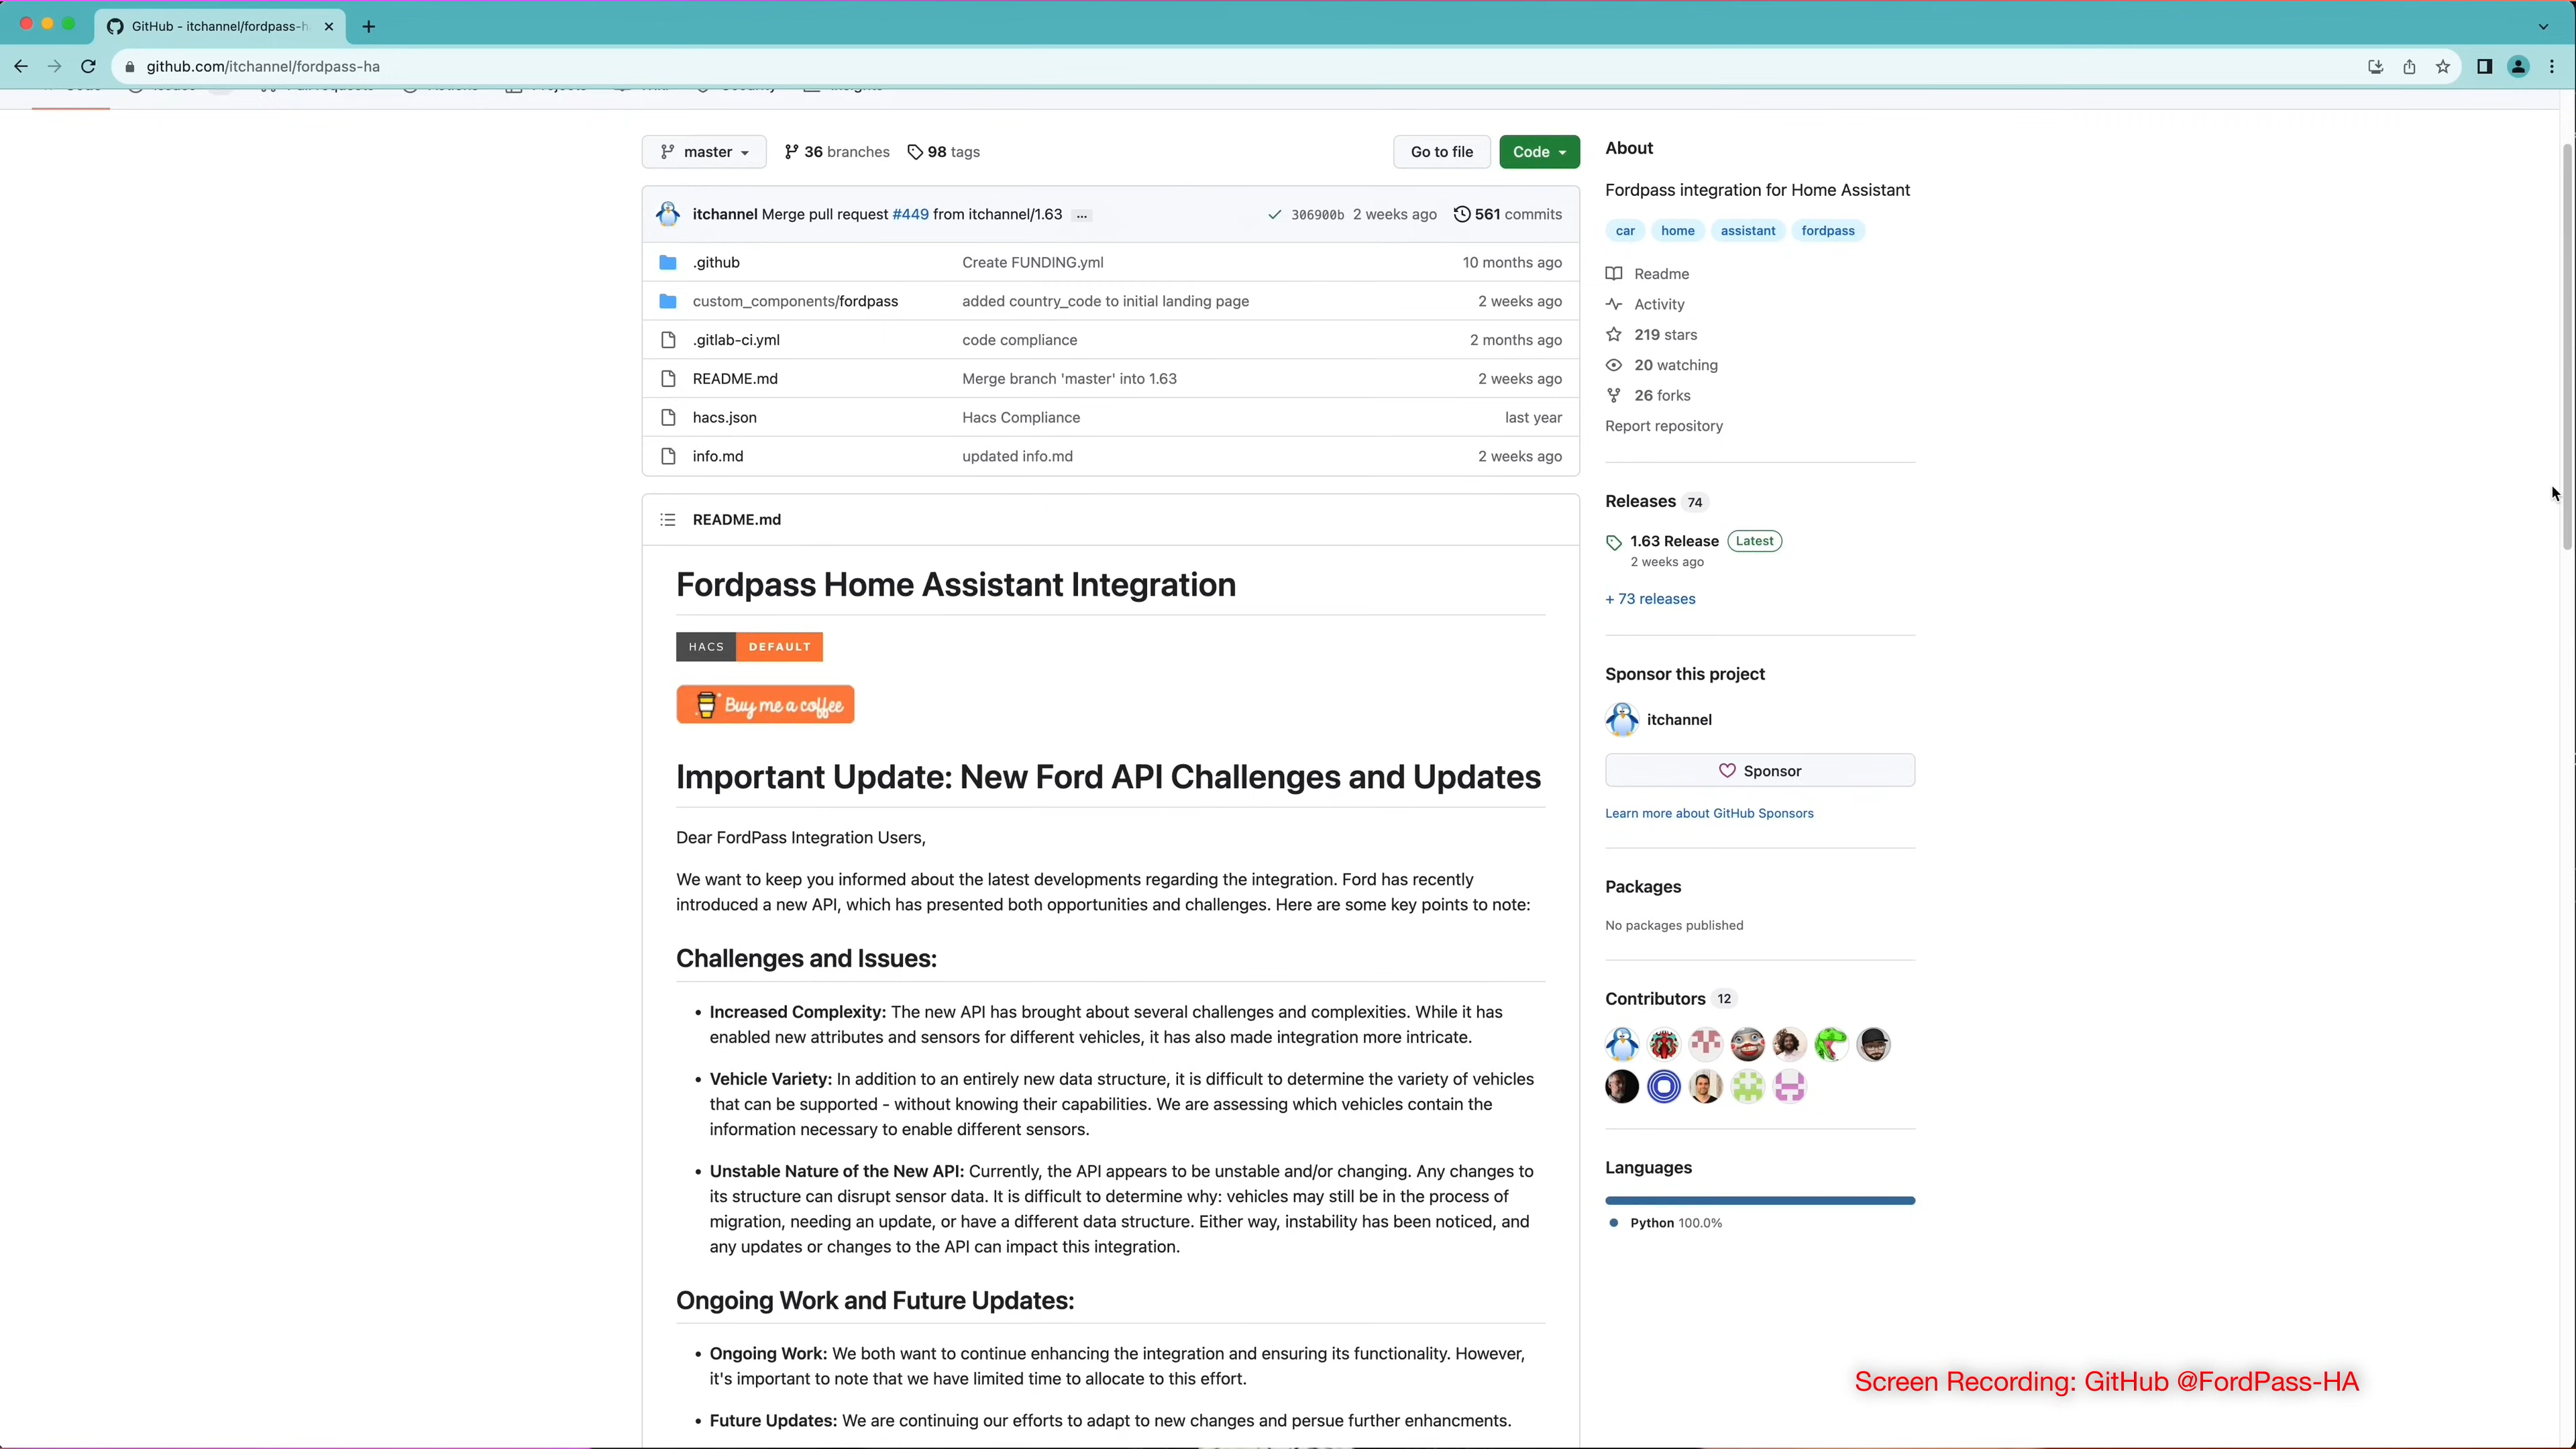 GitHub - itchannel/fordpass-h
github.com/itchannel/fordpass-ha
Code Issues Pull requests Actions Projects Wiki Security Insights
master 36 branches 98 tags Go to file Code
itchannel Merge pull request #449 from itchannel/1.63 ... 306900b 2 weeks ago 561 commits
.github Create FUNDING.yml 10 months ago
custom_components/fordpass added country_code to initial landing page 2 weeks ago
.gitlab-ci.yml code compliance 2 months ago
README.md Merge branch 'master' into 1.63 2 weeks ago
hacs.json Hacs Compliance last year
info.md updated info.md 2 weeks ago
README.md
Fordpass Home Assistant Integration
HACS DEFAULT
Buy me a coffee
Important Update: New Ford API Challenges and Updates
Dear FordPass Integration Users,
We want to keep you informed about the latest developments regarding the integration. Ford has recently
introduced a new API, which has presented both opportunities and challenges. Here are some key points to note:
Challenges and Issues:
• Increased Complexity: The new API has brought about several challenges and complexities. While it has
enabled new attributes and sensors for different vehicles, it has also made integration more intricate.
• Vehicle Variety: In addition to an entirely new data structure, it is difficult to determine the variety of vehicles
that can be supported - without knowing their capabilities. We are assessing which vehicles contain the
information necessary to enable different sensors.
• Unstable Nature of the New API: Currently, the API appears to be unstable and/or changing. Any changes to
its structure can disrupt sensor data. It is difficult to determine why: vehicles may still be in the process of
migration, needing an update, or have a different data structure. Either way, instability has been noticed, and
any updates or changes to the API can impact this integration.
Ongoing Work and Future Updates:
• Ongoing Work: We both want to continue enhancing the integration and ensuring its functionality. However,
it's important to note that we have limited time to allocate to this effort.
• Future Updates: We are continuing our efforts to adapt to new changes and persue further enhancments.
About
Fordpass integration for Home Assistant
car home assistant fordpass
Readme
Activity
219 stars
20 watching
26 forks
Report repository
Releases 74
1.63 Release Latest
2 weeks ago
+ 73 releases
Sponsor this project
itchannel
Sponsor
Learn more about GitHub Sponsors
Packages
No packages published
Contributors 12
Languages
Python 100.0%
Screen Recording: GitHub @FordPass-HA